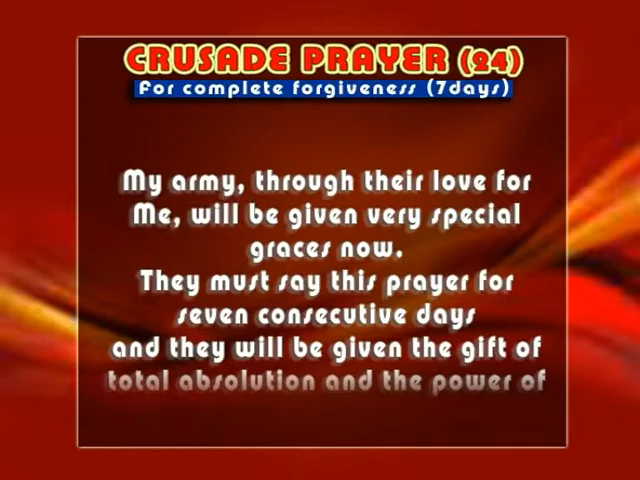 CRUSADE PRAYER (24)
For complete forgiveness (7days)
My army, through their love for
Me, will be given very special
graces now.
They must say this prayer for
seven consecutive days
and they will be given the gift of
total absolution and the power of